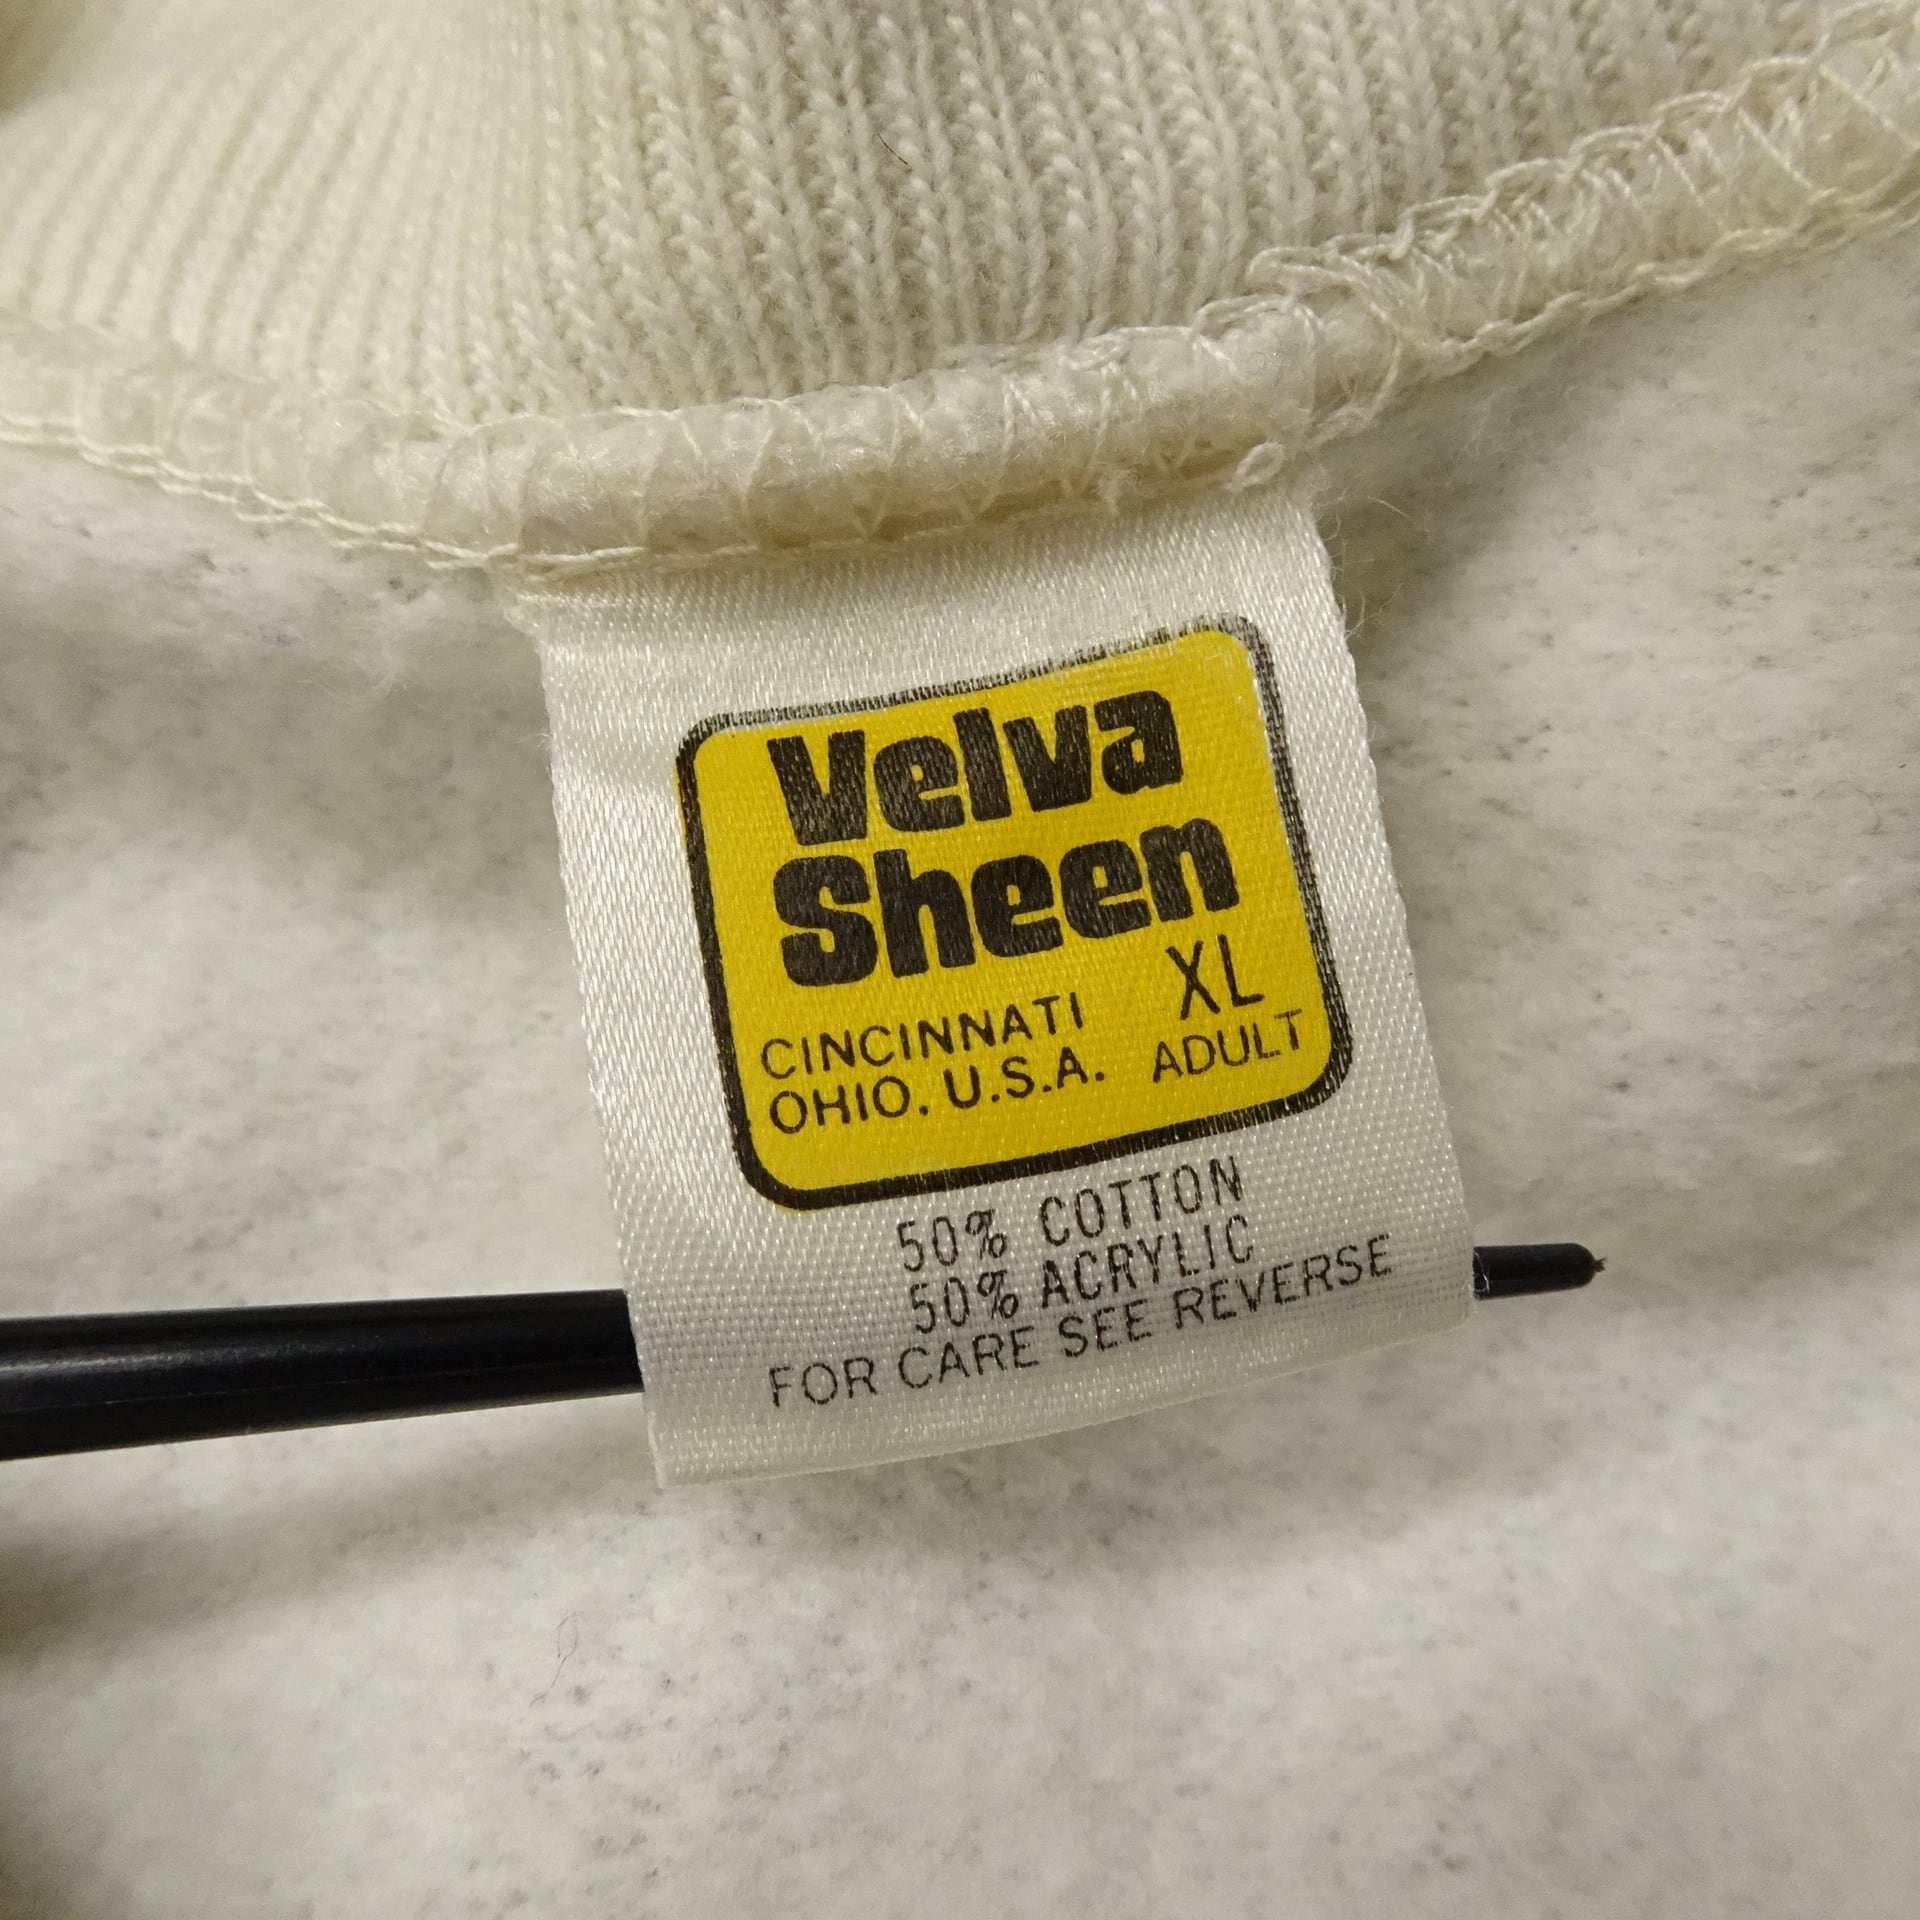 Velva
Sheen
XL
CINCINNATI
OHIO, U.S.A. ADULT
50% COTTON
50% ACRYLIC
FOR CARE SEE REVERSE